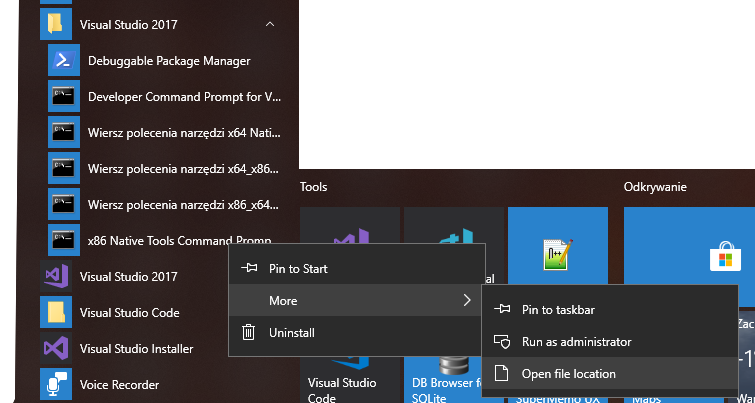 Visual Studio 2017
Debuggable Package Manager
Developer Command Prompt for V...
Wiersz polecenia narzędzi x64 Nati...
Wiersz polecenia narzędzi x64_x86...
Wiersz polecenia narzędzi x86_x64...
x86 Native Tools Command Promp
Visual Studio 2017
Visual Studio Code
Visual Studio Installer
Voice Recorder
Tools
Odkrywanie
Pin to Start
More
Uninstall
Pin to taskbar
Run as administrator
Open file location
Visual Studio
Code
DB Browser for
SQLite
SuperMemo UX
Maps